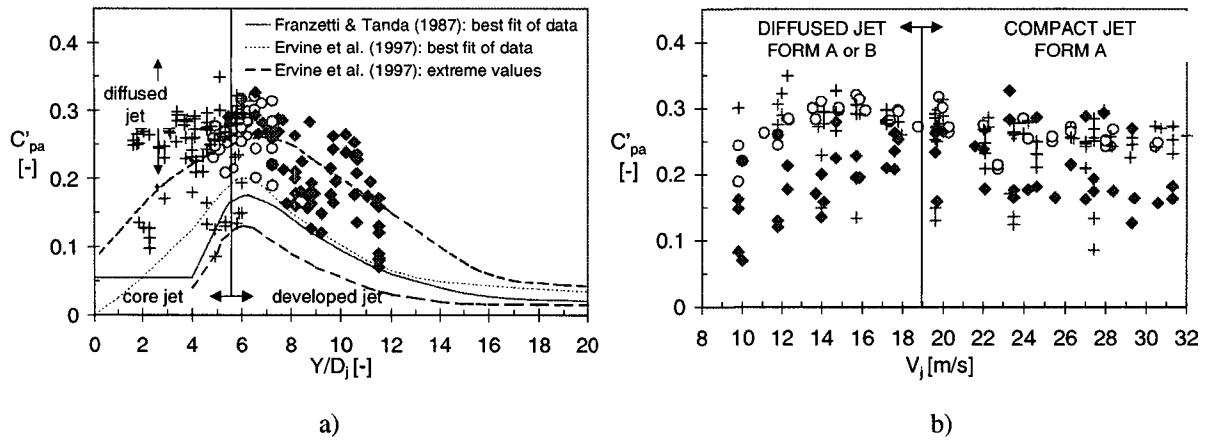 Franzetti & Tanda (1987): best fit of data
Ervine et al. (1997): best fit of data
Ervine et al. (1997): extreme values
diffused
jet
core jet
developed jet
C'pa
[-]
0.4
0.3
0.2
0.1
0
0 2 4 6 8 10 12 14 16 18 20
Y/Dj [-]
a)
DIFFUSED JET
FORM A or B
COMPACT JET
FORM A
C'pa
[-]
0.4
0.3
0.2
0.1
0
8 10 12 14 16 18 20 22 24 26 28 30 32
Vj [m/s]
b)